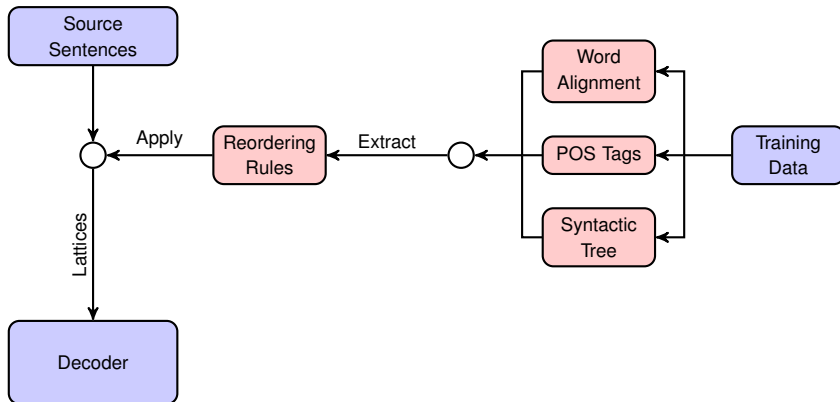 Source
Sentences
Word
Alignment
Apply
Reordering
Rules
Extract
POS Tags
Training
Data
Syntactic
Tree
Lattices
Decoder